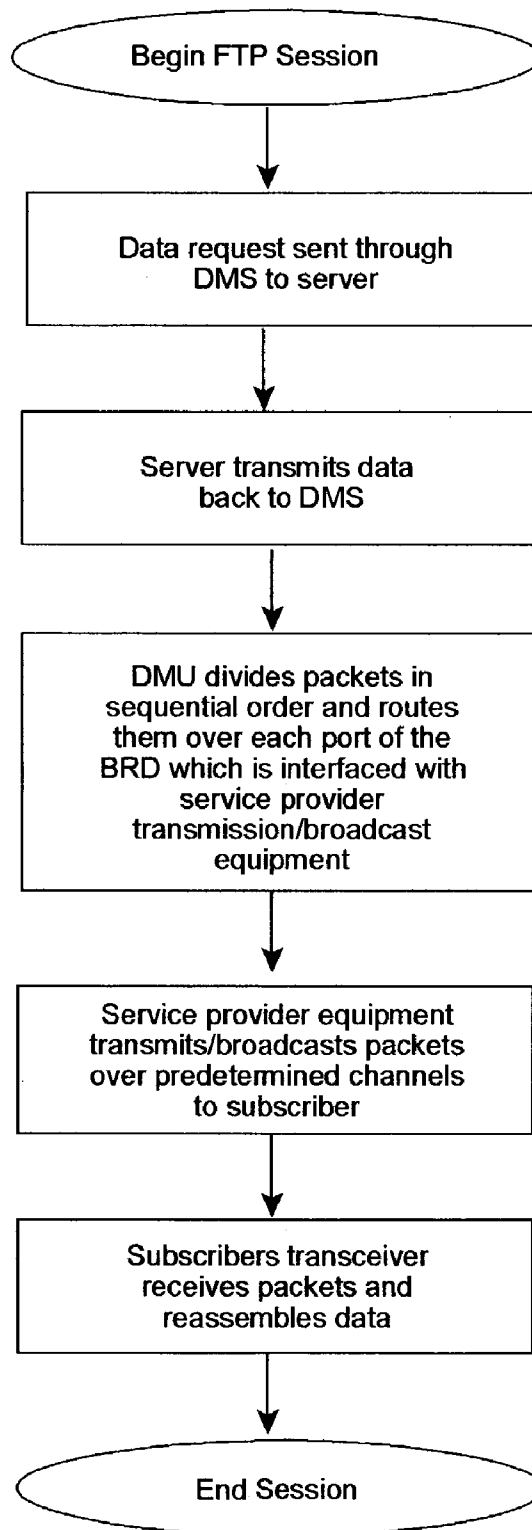 Begin FTP Session
Data request sent through
DMS to server
Server transmits data
back to DMS
DMU divides packets in
sequential order and routes
them over each port of the
BRD which is interfaced with
service provider
transmission/broadcast
equipment
Service provider equipment
transmits/broadcasts packets
over predetermined channels
to subscriber
Subscribers transceiver
receives packets and
reassembles data
End Session